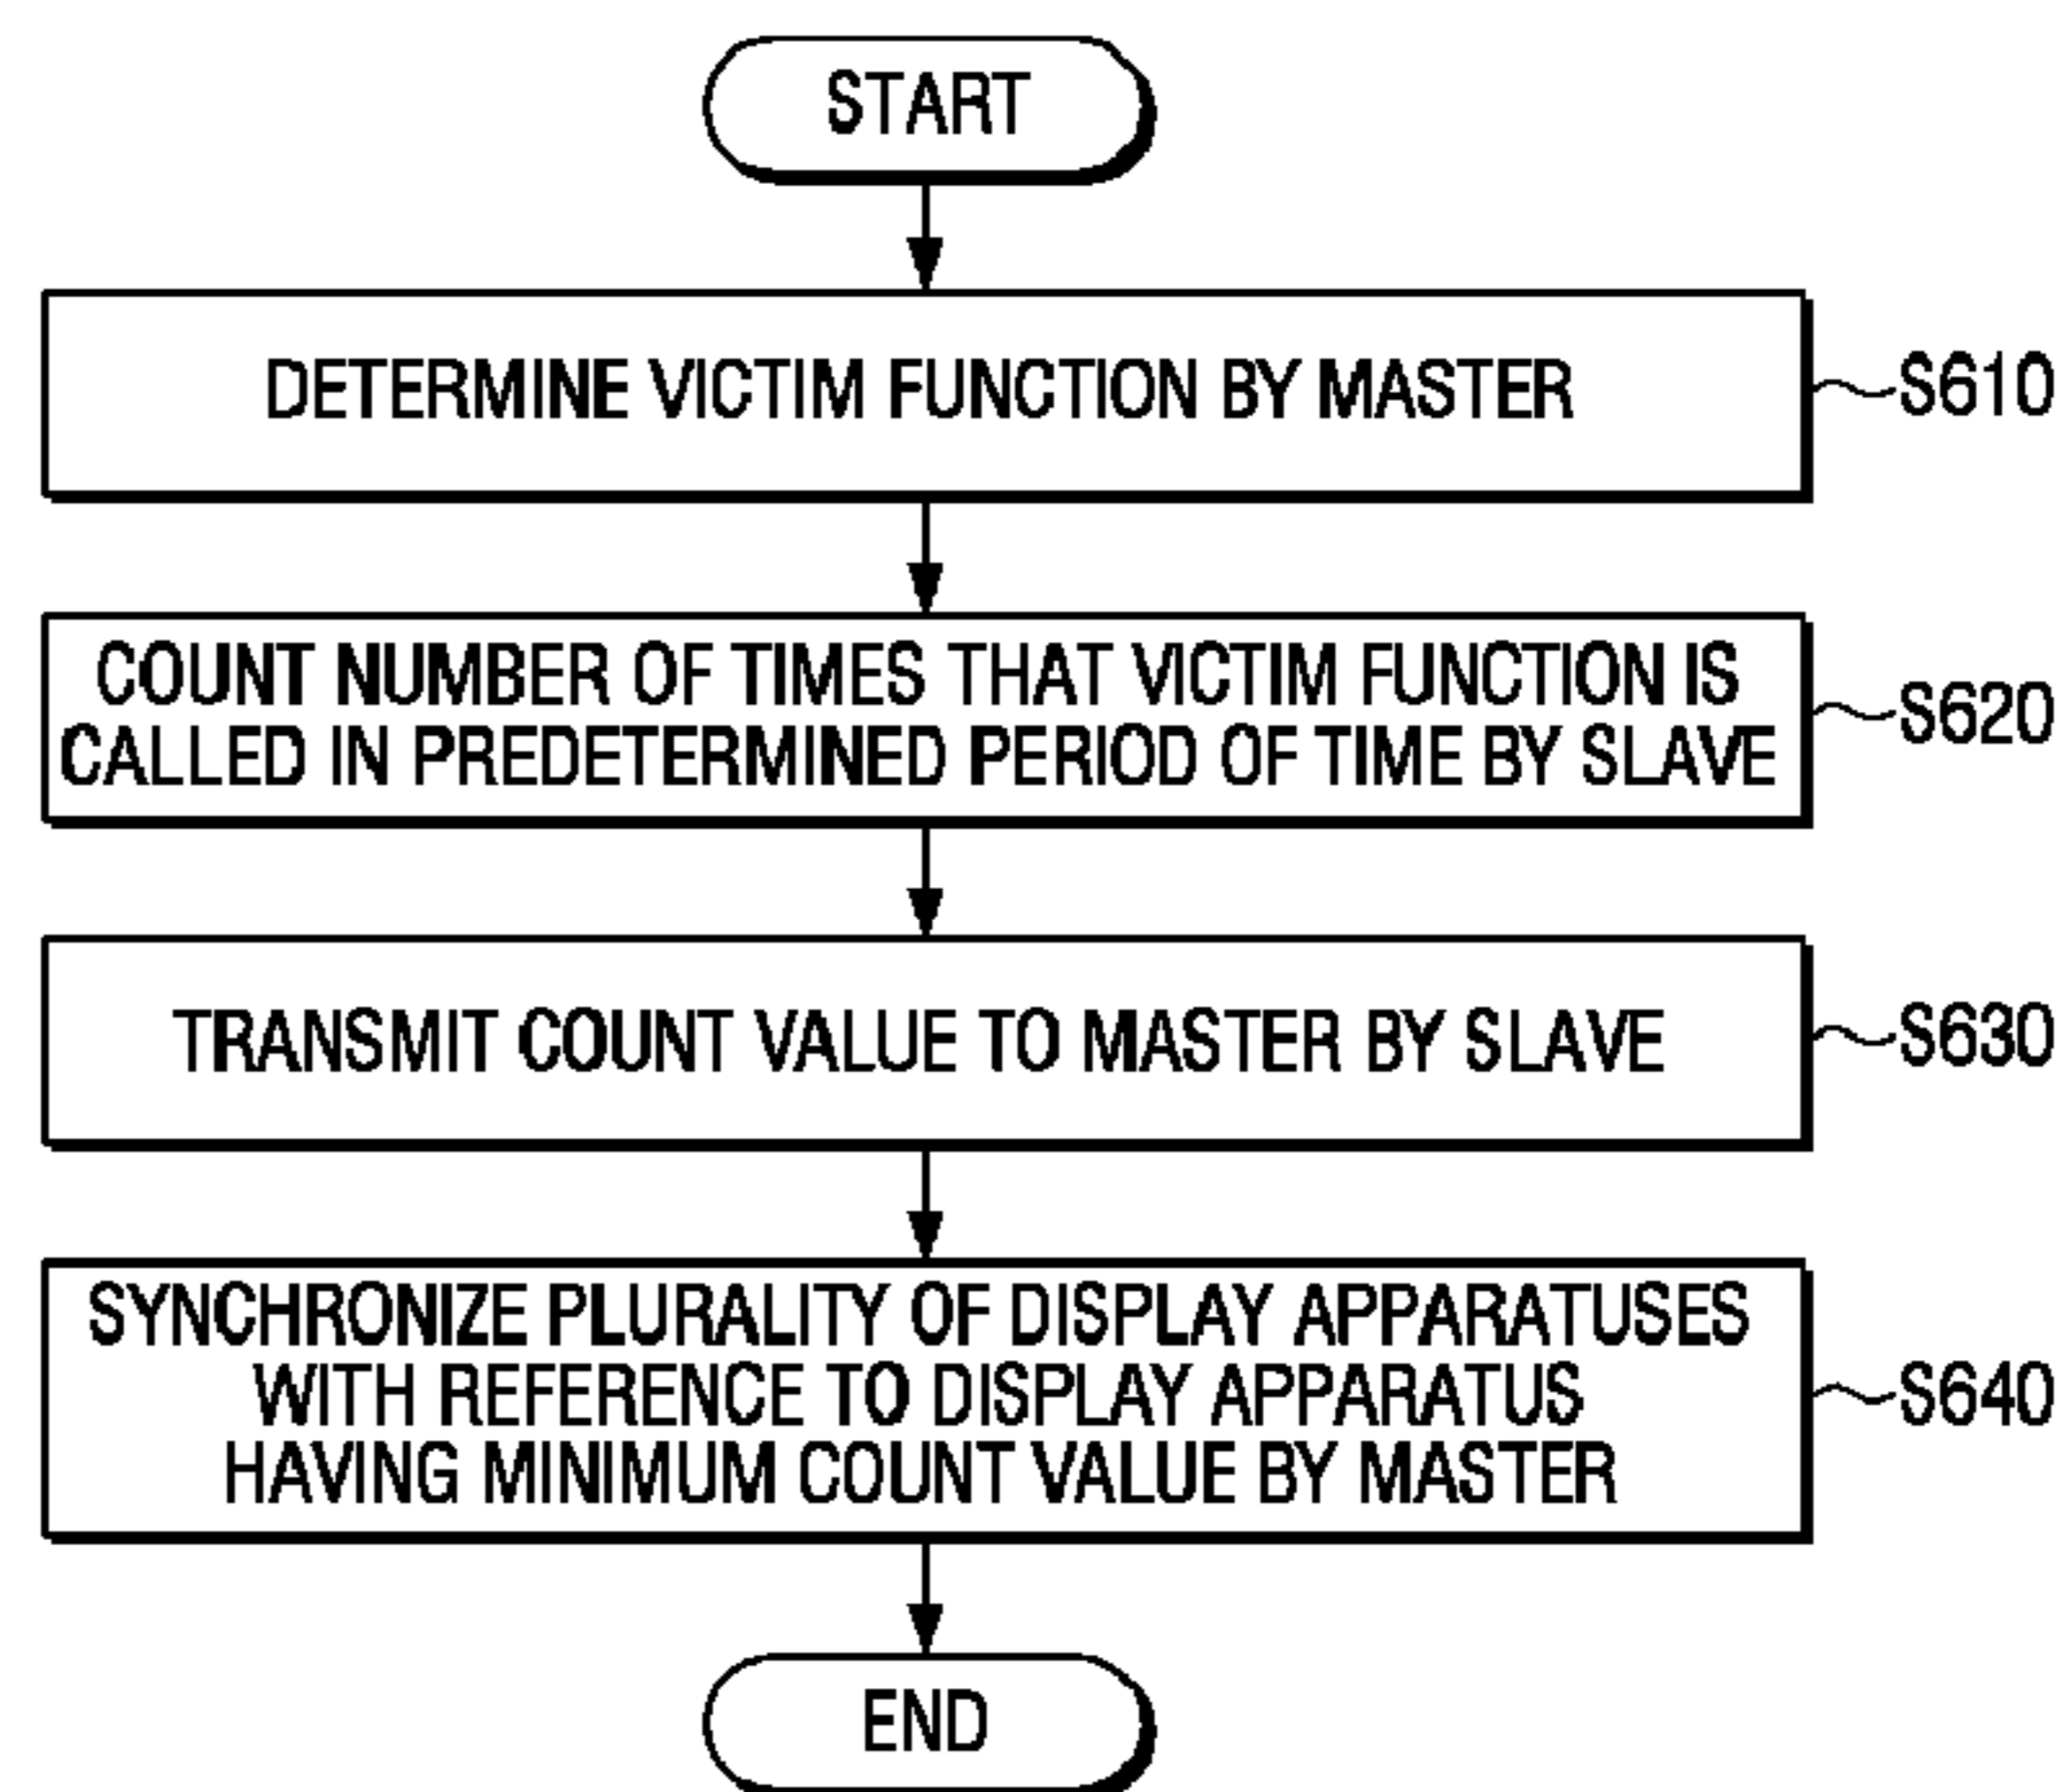 START
DETERMINE VICTIM FUNCTION BY MASTER
S610
COUNT NUMBER OF TIMES THAT VICTIM FUNCTION IS
CALLED IN PREDETERMINED PERIOD OF TIME BY SLAVE
S620
TRANSMIT COUNT VALUE TO MASTER BY SLAVE
S630
SYNCHRONIZE PLURALITY OF DISPLAY APPARATUSES
WITH REFERENCE TO DISPLAY APPARATUS
HAVING MINIMUM COUNT VALUE BY MASTER
S640
END